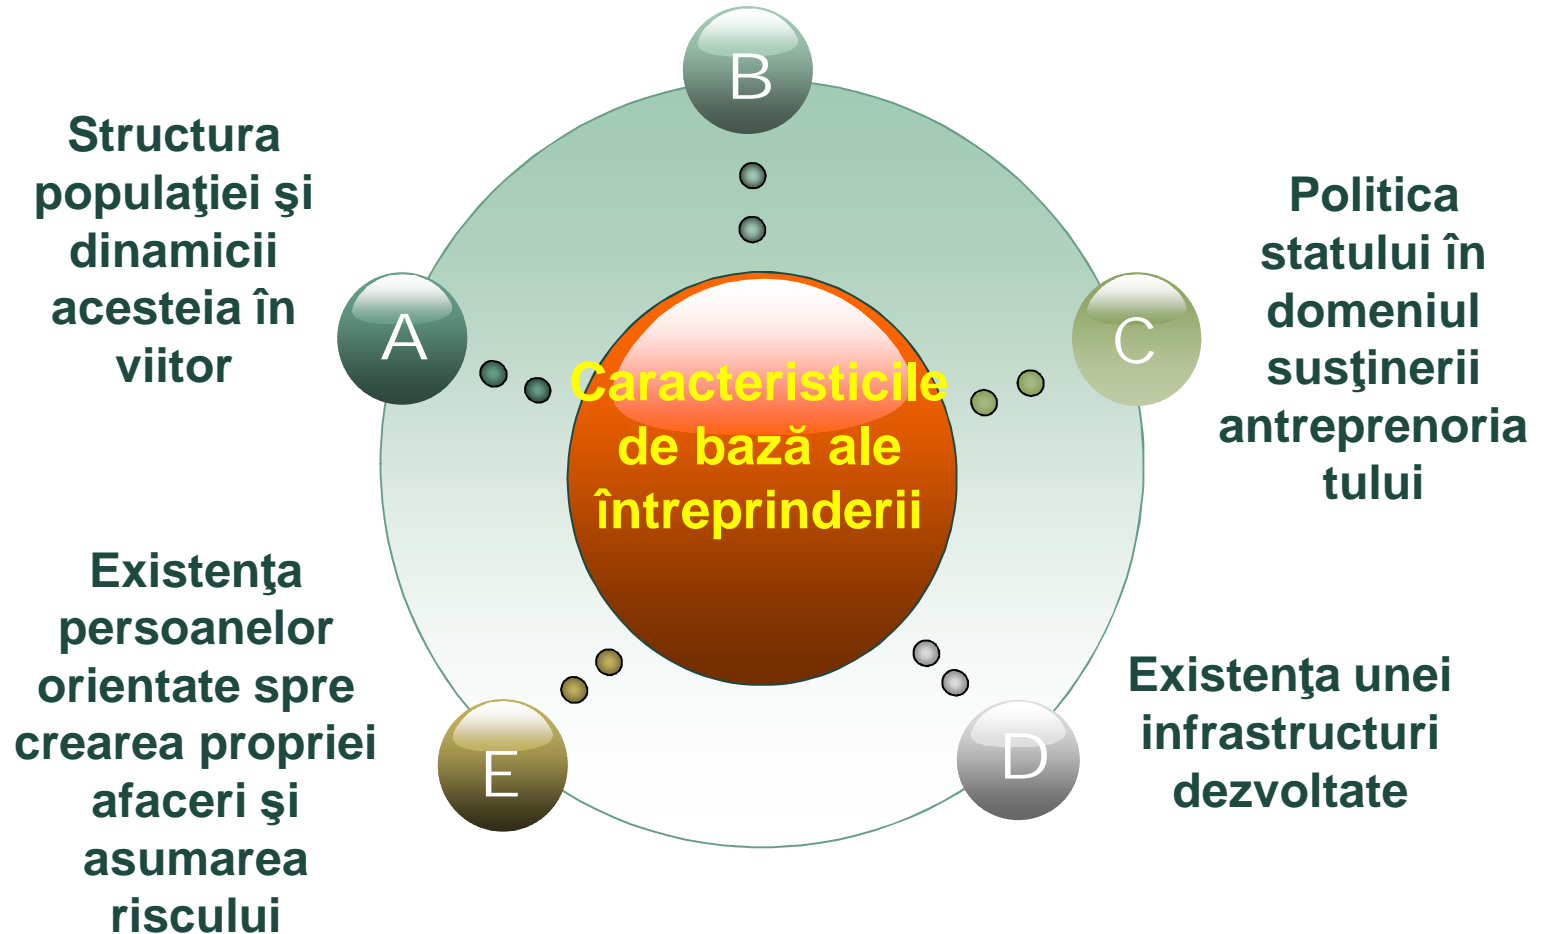 B
Structura
populaţiei şi
dinamicii
acesteia în
viitor
A
Politica
statului în
domeniul
susţinerii
antreprenoria
tului
C
Caracteristicile
de bază ale
întreprinderii
Existenţa
persoanelor
orientate spre
crearea propriei
afaceri şi
asumarea
riscului
E
D
Existenţa unei
infrastructuri
dezvoltate